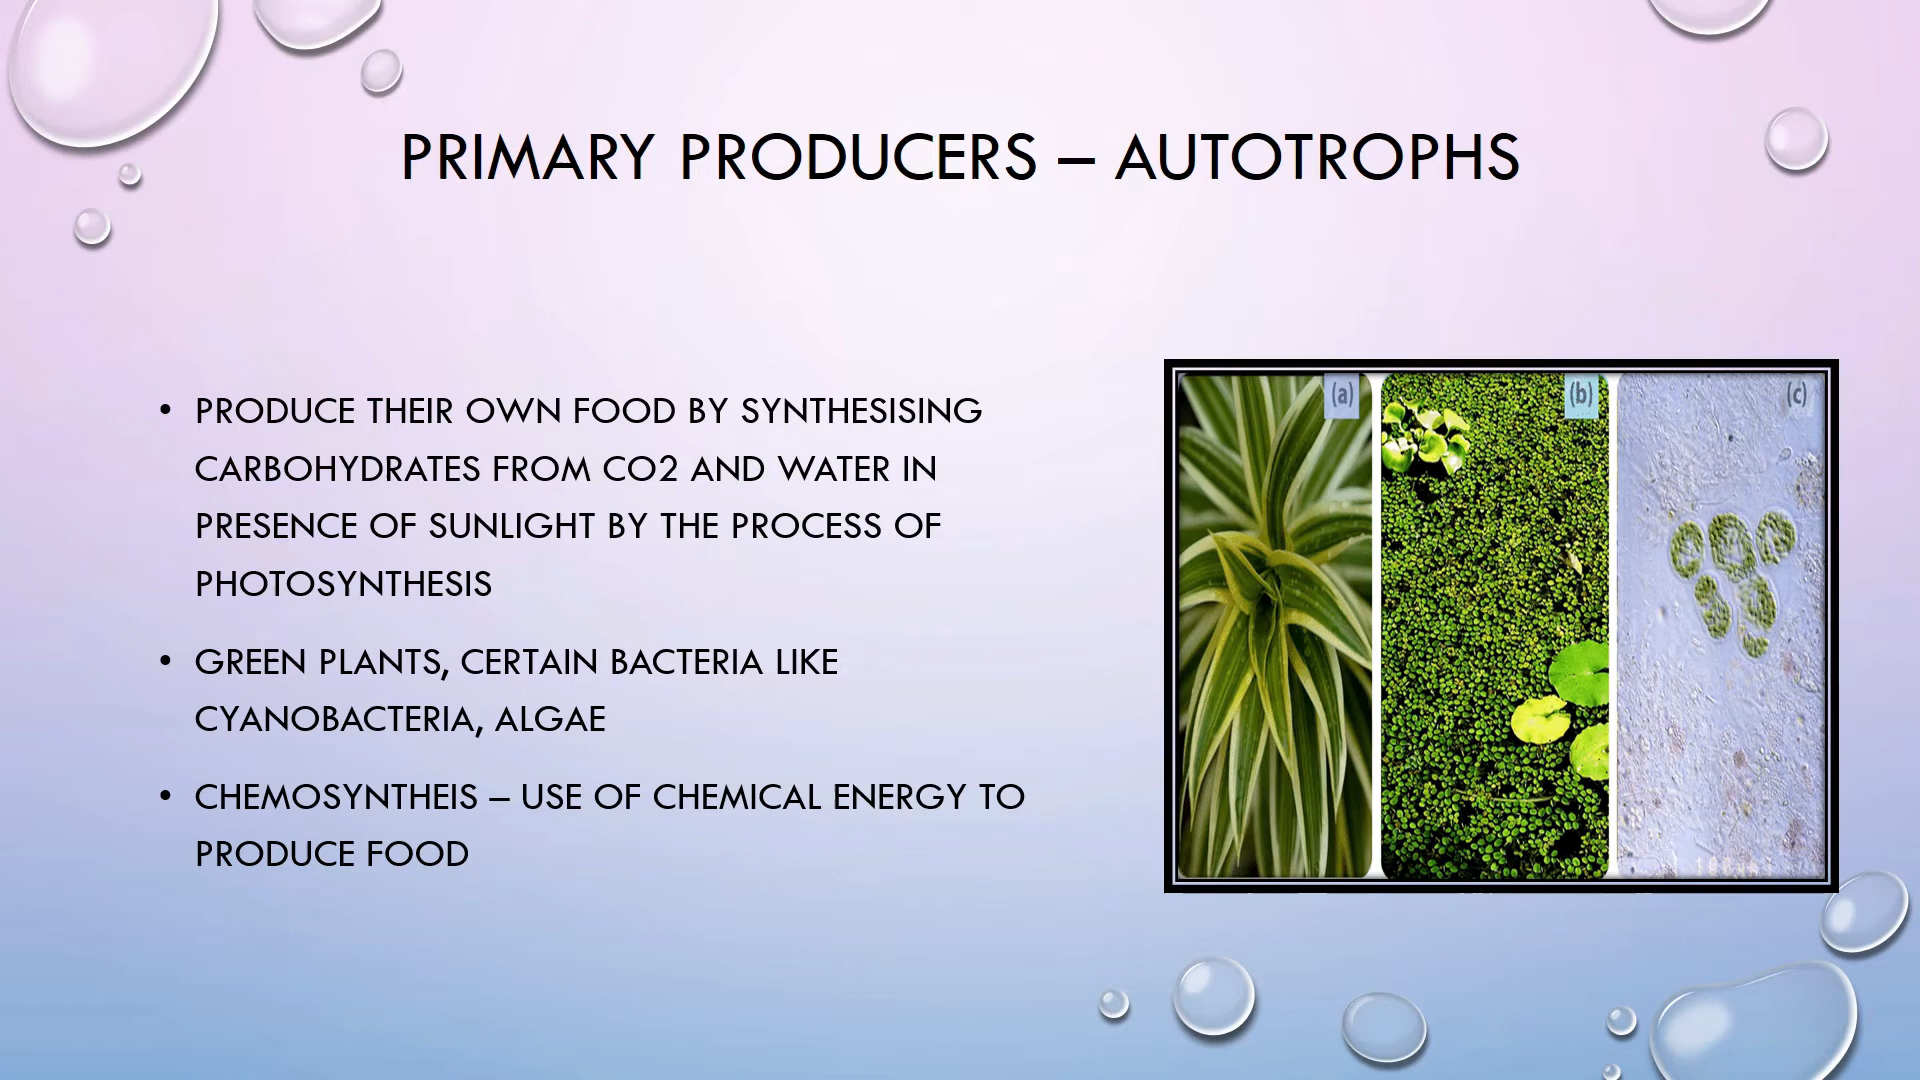 PRIMARY PRODUCERS – AUTOTROPHS
• PRODUCE THEIR OWN FOOD BY SYNTHESISING
CARBOHYDRATES FROM CO2 AND WATER IN
PRESENCE OF SUNLIGHT BY THE PROCESS OF
PHOTOSYNTHESIS
• GREEN PLANTS, CERTAIN BACTERIA LIKE
CYANOBACTERIA, ALGAE
• CHEMOSYNTHEIS – USE OF CHEMICAL ENERGY TO
PRODUCE FOOD
(a) (b) (c)